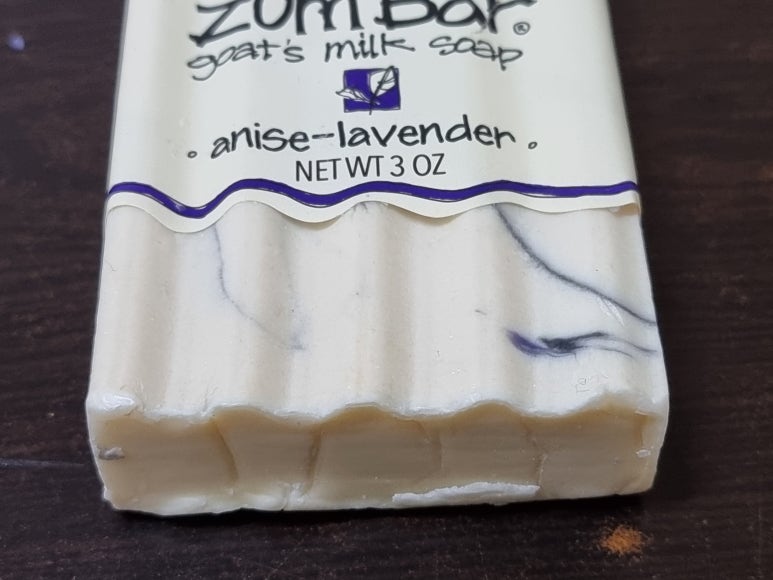 zum bar®
goat's milk soap
• anise-lavender •
NET WT 3 OZ